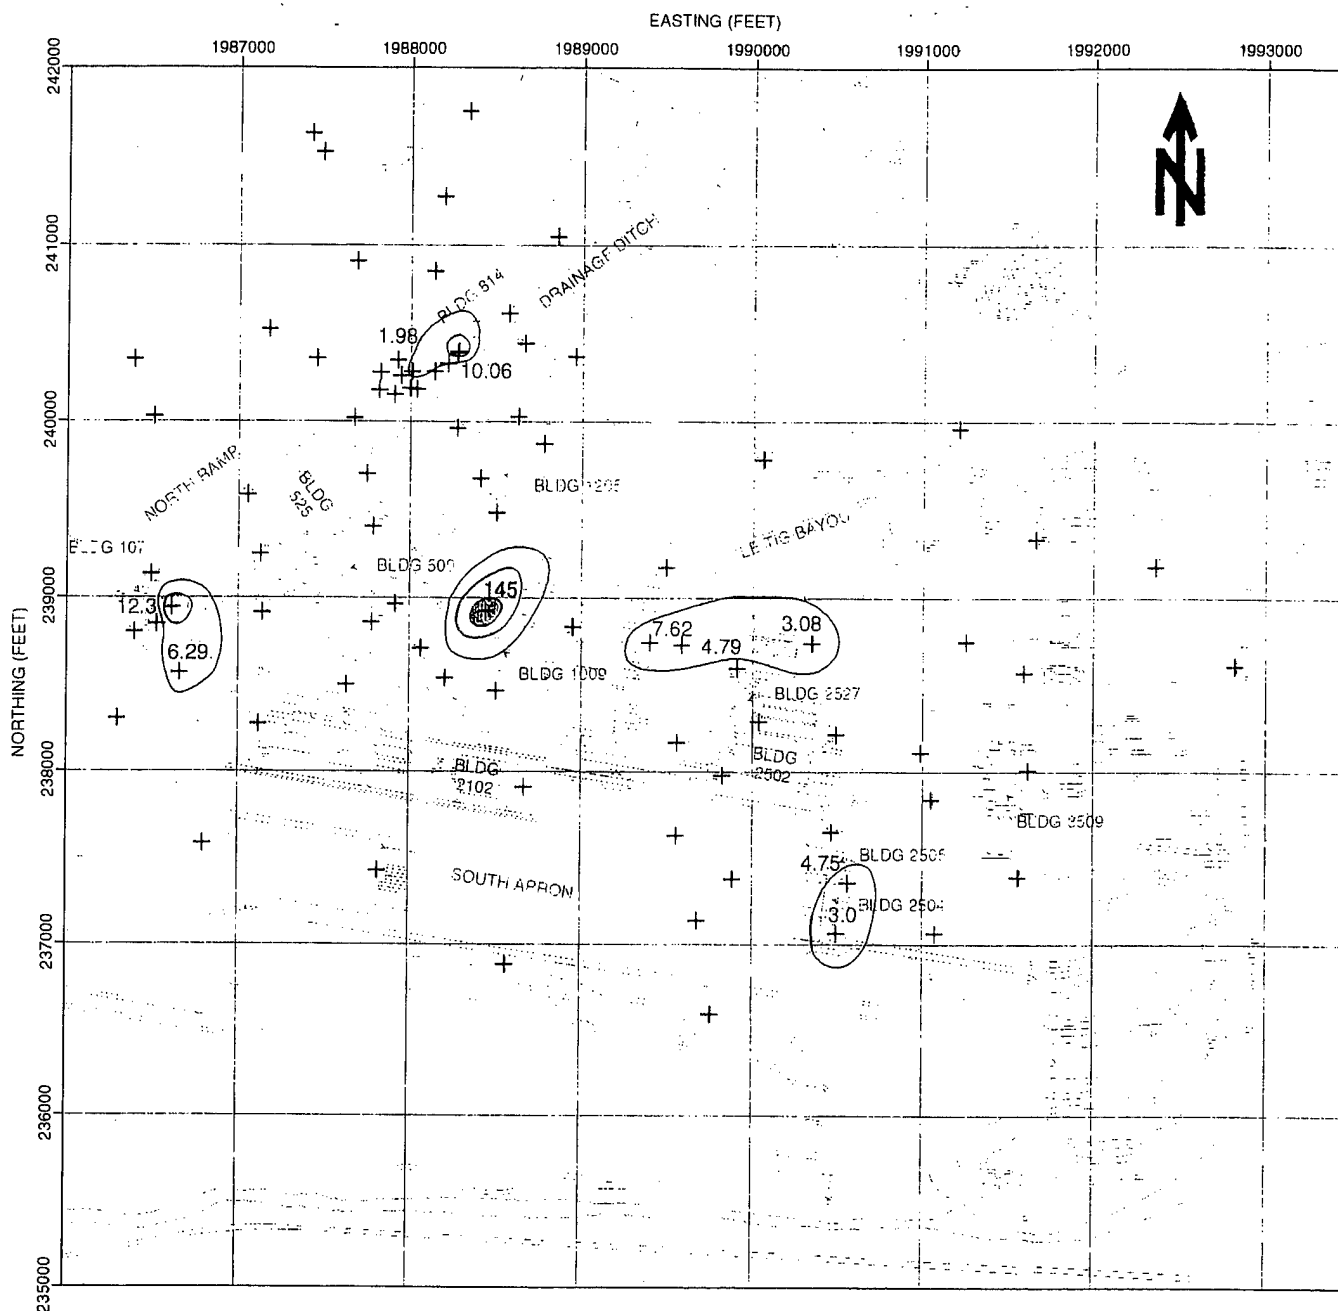 EASTING (FEET)
1987000 1988000 1989000 1990000 1991000 1992000 1993000
242000
N
241000
DRAINAGE DITCH
BLDG 814
1.98
10.06
240000
NORTH RAMP
BLDG
525
BLDG
LE TIG BAYOU
BLDG 107
BLDG
239000
145
12.3
7.62
3.08
4.79
6.29
BLDG 1009
BLDG 2527
NORTHING (FEET)
238000
BLDG
2102
BLDG
2502
BLDG 2509
4.75
BLDG 2505
SOUTH APRON
BLDG 2504
3.0
237000
236000
235000